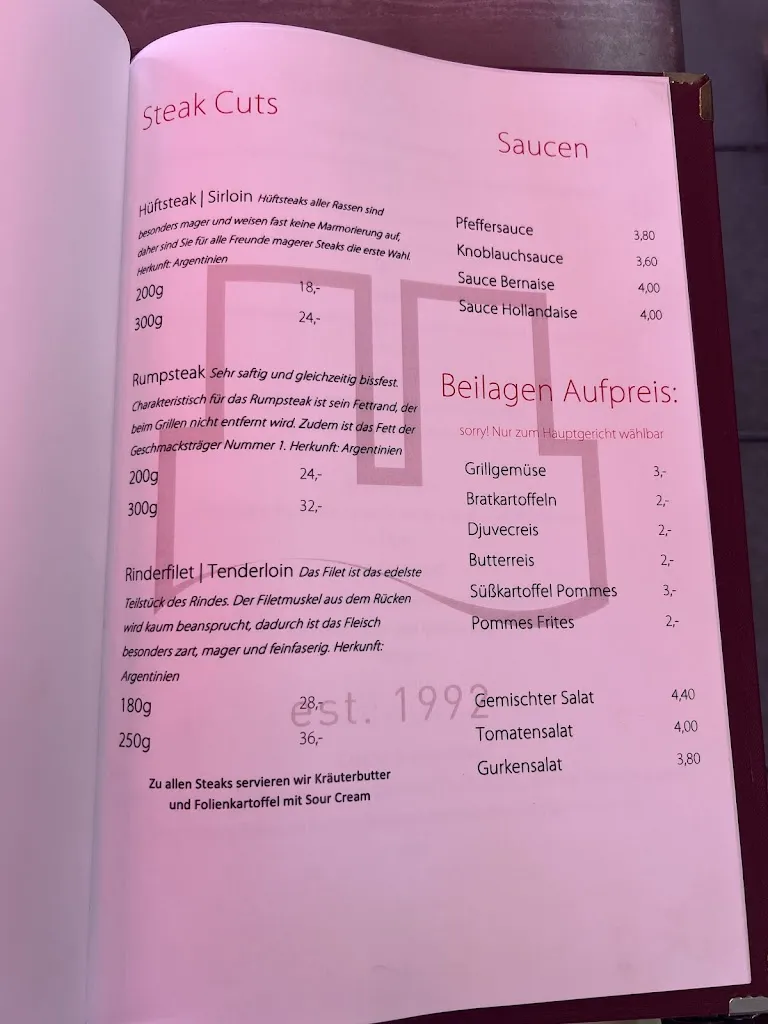 Steak Cuts
Hüftsteak | Sirloin Hüftsteaks aller Rassen sind
besonders mager und weisen fast keine Marmorierung auf,
daher sind Sie für alle Freunde magerer Steaks die erste Wahl.
Herkunft: Argentinien
200g 18,-
300g 24,-
Rumpsteak Sehr saftig und gleichzeitig bissfest.
Charakteristisch für das Rumpsteak ist sein Fettrand, der
beim Grillen nicht entfernt wird. Zudem ist das Fett der
Geschmacksträger Nummer 1. Herkunft: Argentinien
200g 24,-
300g 32,-
Rinderfilet | Tenderloin Das Filet ist das edelste
Teilstück des Rindes. Der Filetmuskel aus dem Rücken
wird kaum beansprucht, dadurch ist das Fleisch
besonders zart, mager und feinfaserig. Herkunft:
Argentinien
180g 28,-
250g 36,-
Zu allen Steaks servieren wir Kräuterbutter
und Folienkartoffel mit Sour Cream
Saucen
Pfeffersauce 3,80
Knoblauchsauce 3,60
Sauce Bernaise 4,00
Sauce Hollandaise 4,00
Beilagen Aufpreis:
sorry! Nur zum Hauptgericht wählbar
Grillgemüse 3,-
Bratkartoffeln 2,-
Djuvecreis 2,-
Butterreis 2,-
Süßkartoffel Pommes 3,-
Pommes Frites 2,-
Gemischter Salat 4,40
Tomatensalat 4,00
Gurkensalat 3,80
est. 1992